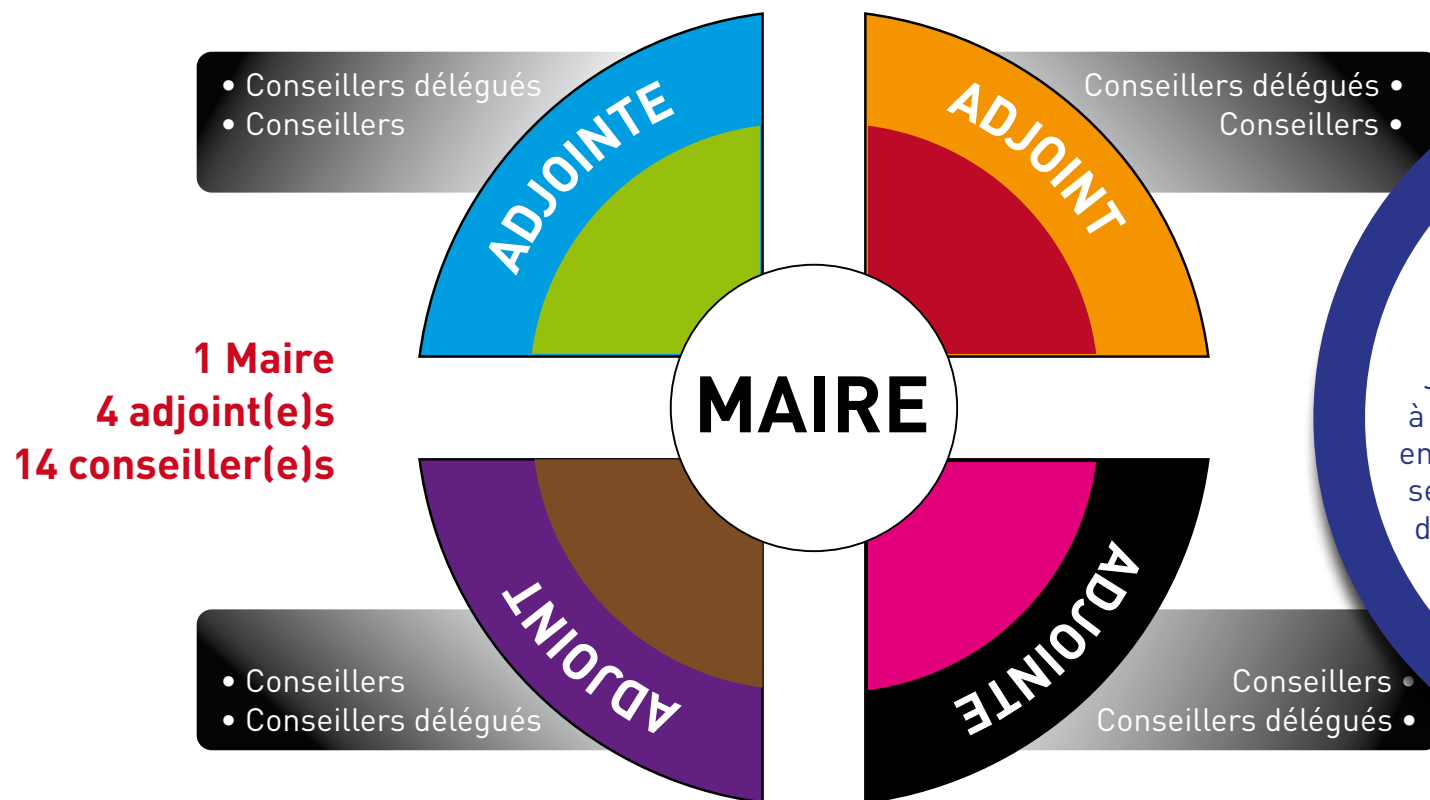 • Conseillers délégués
• Conseillers
ADJOINTE
ADJOINT
Conseillers délégués •
Conseillers •
1 Maire
4 adjoint(e)s
14 conseiller(e)s
MAIRE
à
en
• Conseillers
• Conseillers délégués
ADJOINT
ADJOINTE
Conseillers •
Conseillers délégués •